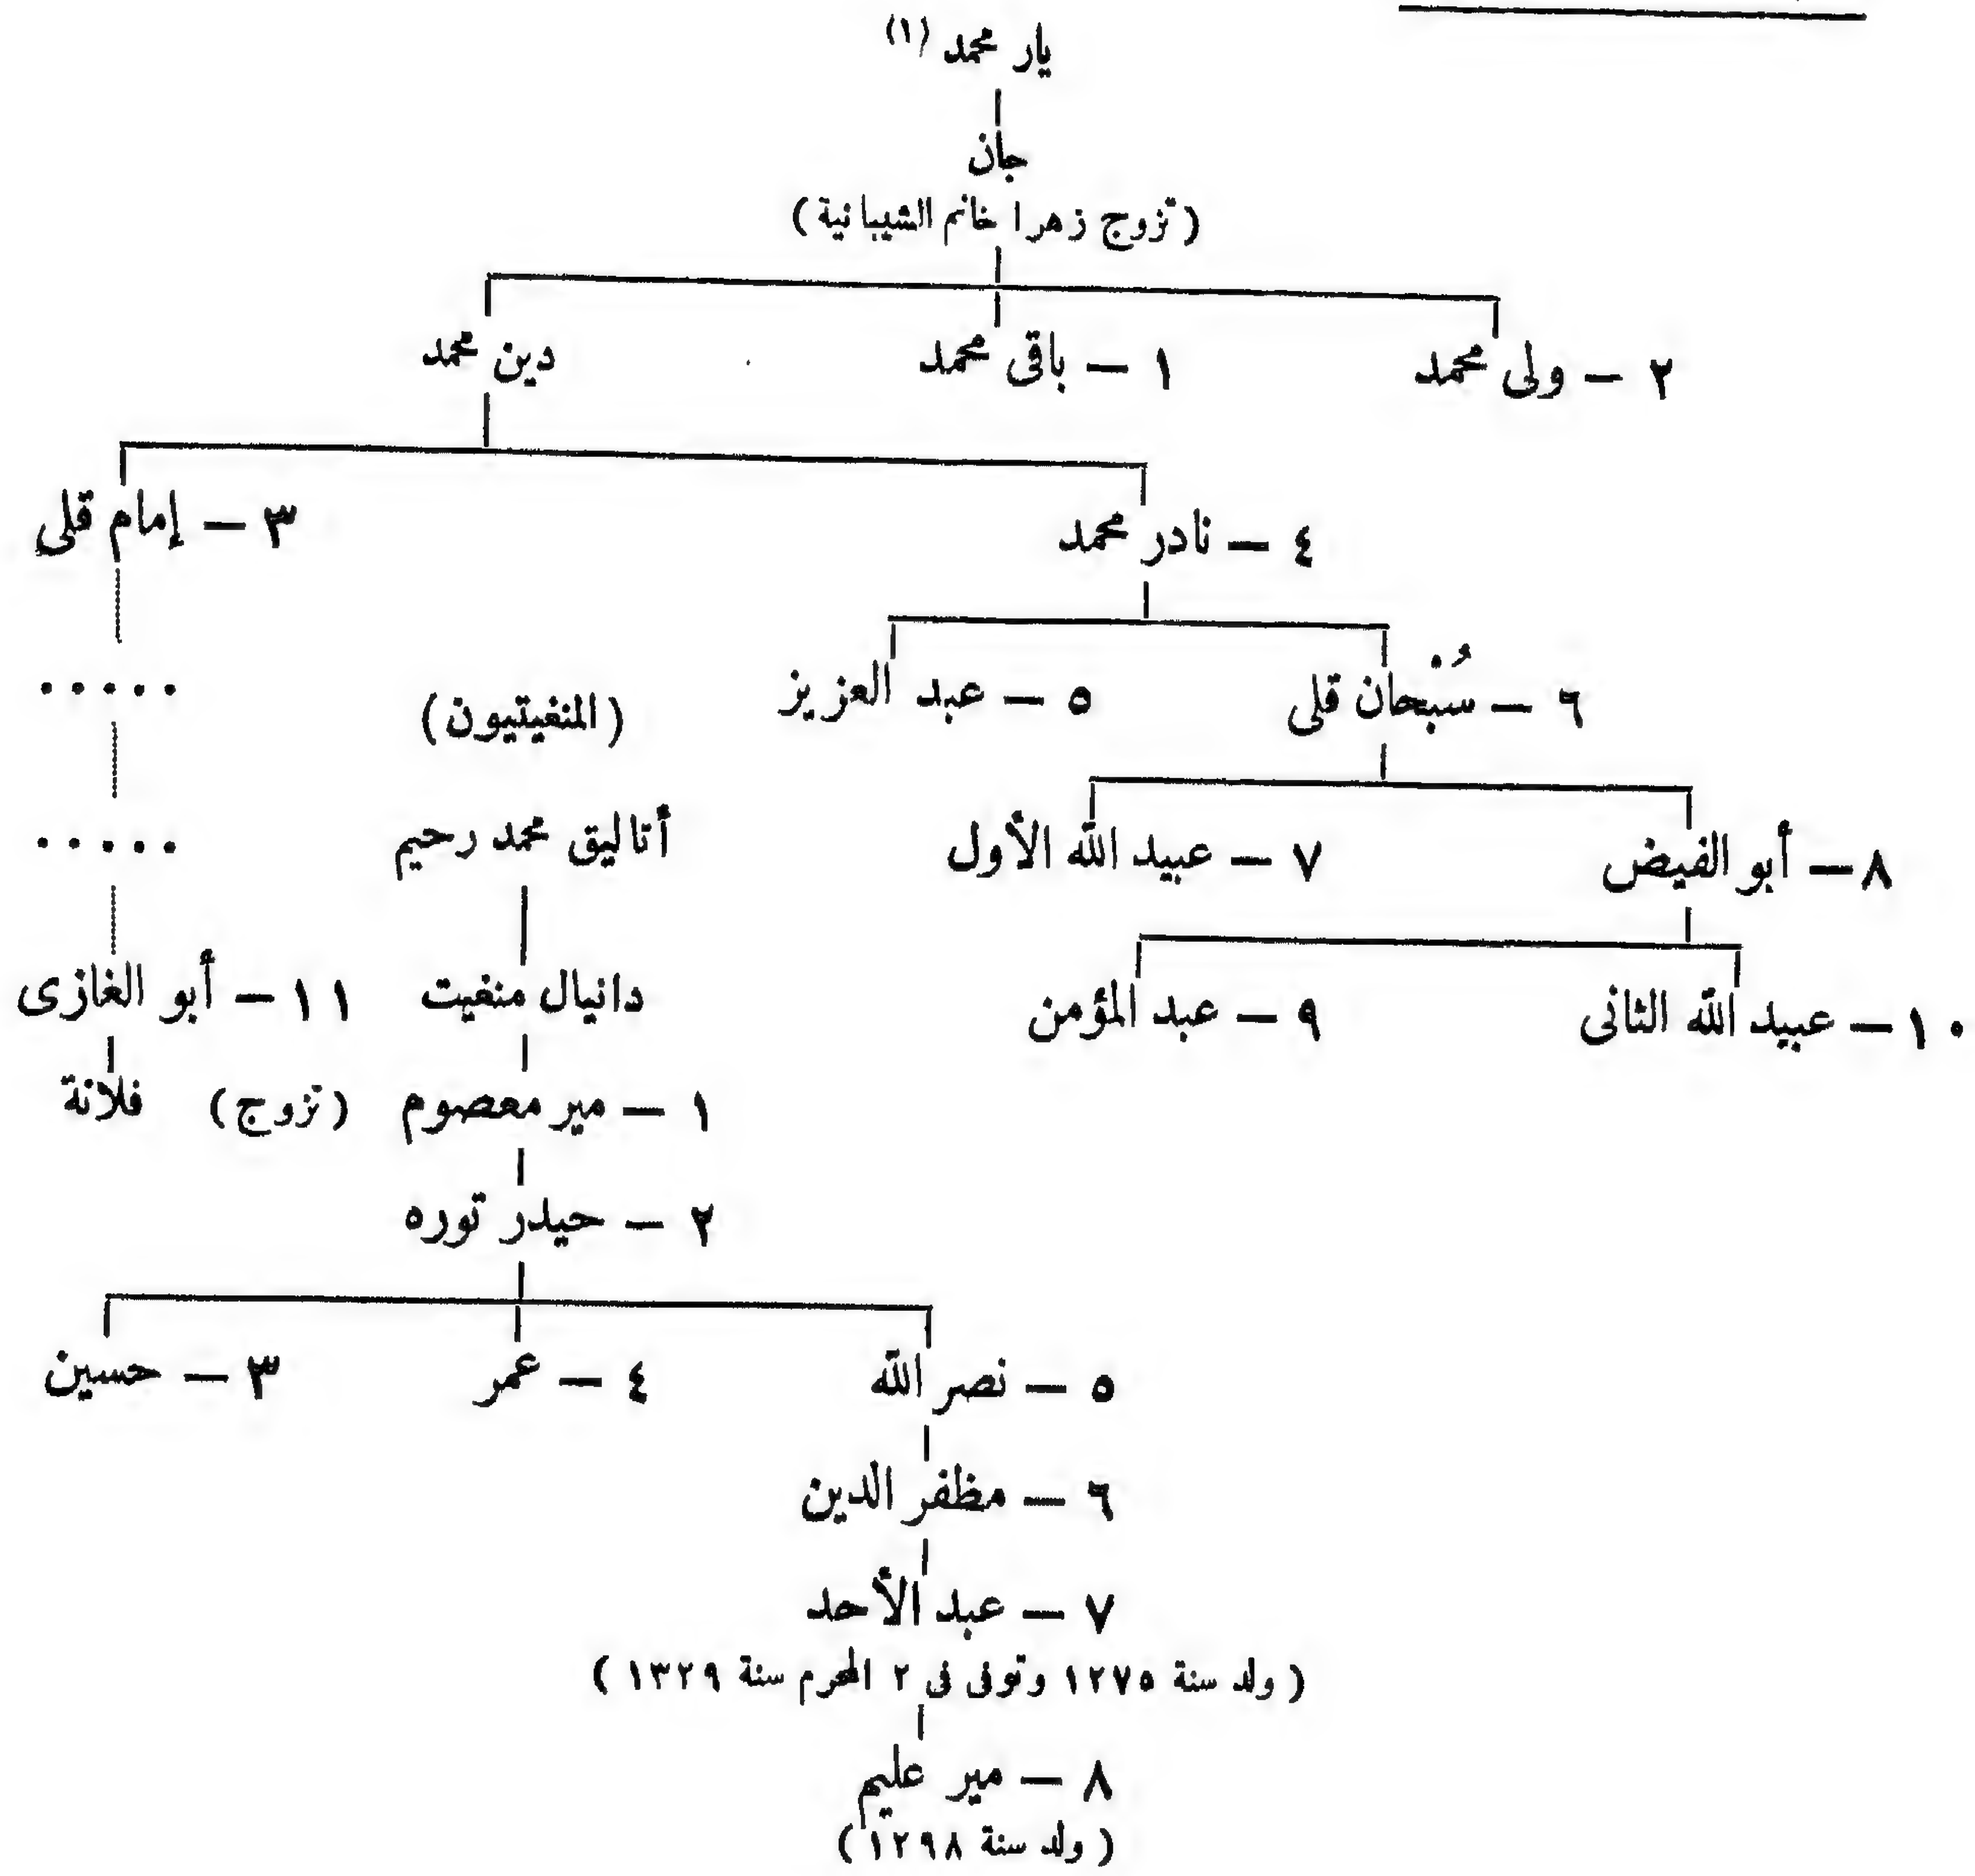 يار محمد (١)
جان
(تزوج زهرا خانم الشيبانية)
٢ — ولى محمد
١ — باقى محمد
دين محمد
٤ — نادر محمد
٣ — إمام قلى
٦ — سُبْحان قلى
٥ — عبد العزيز
(المنغيتيون)
.....
٨ — أبو الفيض
٧ — عبيد الله الأول
أتاليق محمد رحيم
.....
١٠ — عبيد الله الثانى
٩ — عبد المؤمن
دانيال منغيت
١١ — أبو الغازى
١ — مير معصوم (تزوج) فلانة
٢ — حيدر توره
٥ — نصر الله
٤ — عمر
٣ — حسين
٦ — مظفر الدين
٧ — عبد الأحد
(ولد سنة ١٢٧٥ وتوفى فى ٢ المحرم سنة ١٣٢٩)
٨ — مير عليم
(ولد سنة ١٢٩٨)